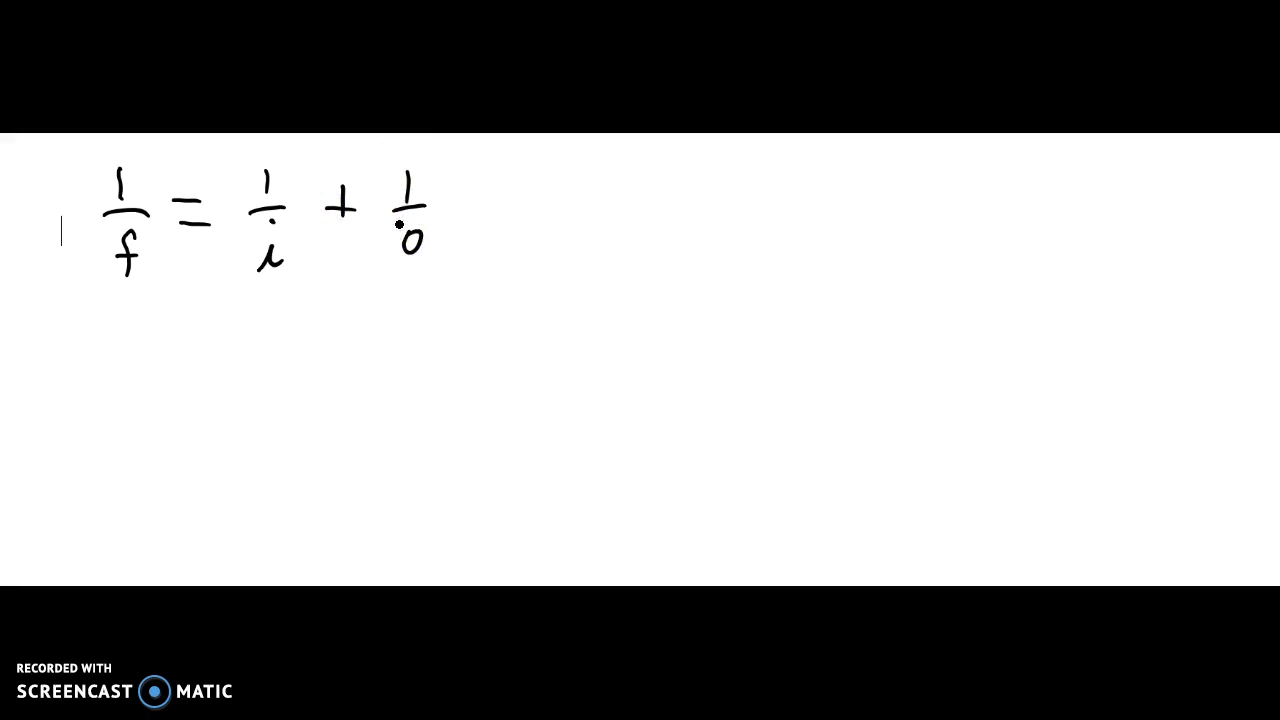 1/f = 1/i + 1/o
RECORDED WITH
SCREENCAST MATIC